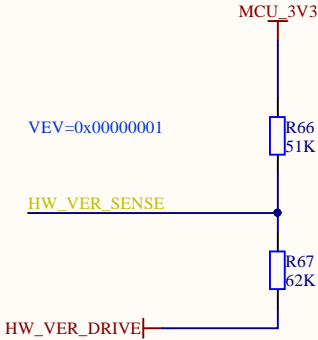 MCU_3V3
VEV=0x00000001
R66
51K
HW_VER_SENSE
R67
62K
HW_VER_DRIVE